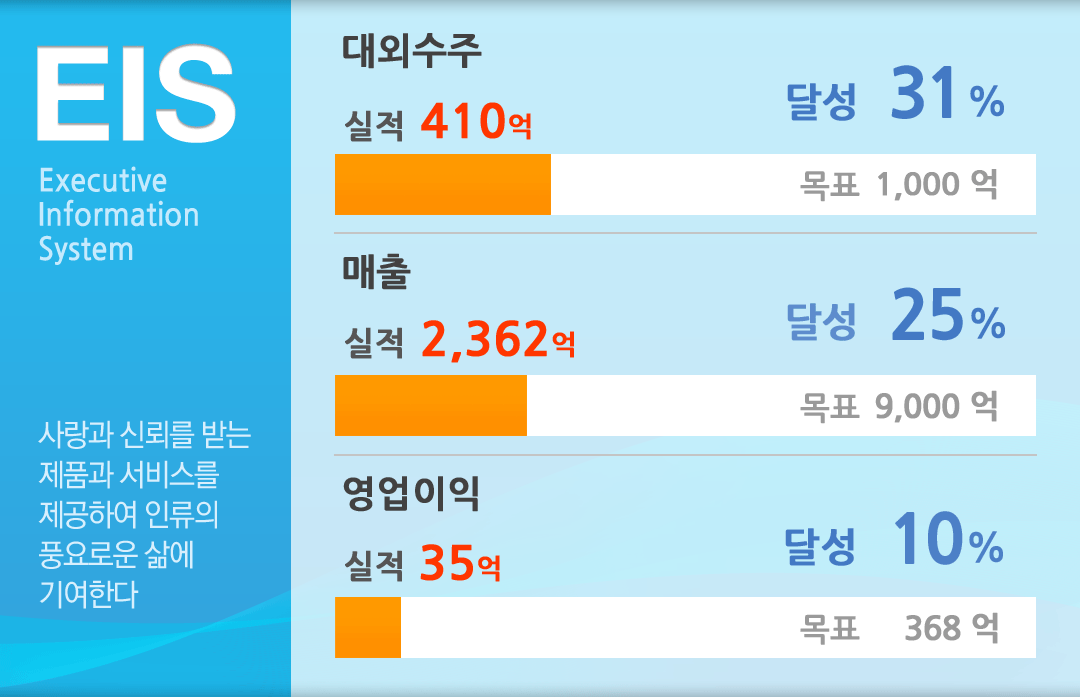 EIS
Executive
Information
System
사랑과 신뢰를 받는
제품과 서비스를
제공하여 인류의
풍요로운 삶에
기여한다
대외수주
실적 410억
달성 31%
목표 1,000 억
매출
실적 2,362억
달성 25%
목표 9,000 억
영업이익
실적 35억
달성 10%
목표 368 억